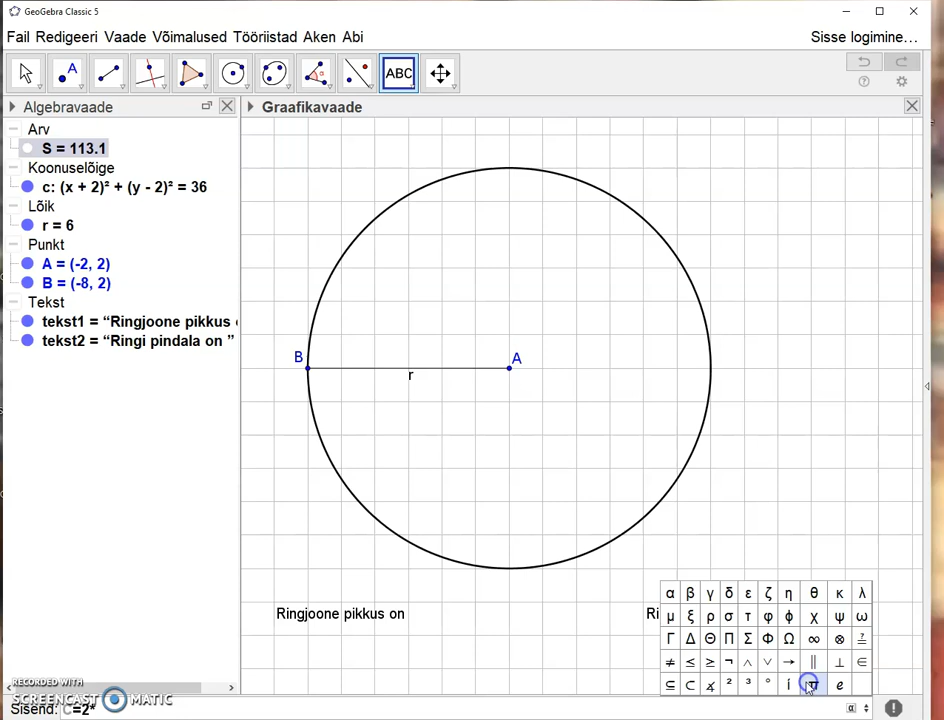 GeoGebra Classic 5
Fail Redigeeri Vaade Võimalused Tööriistad Aken Abi
Sisse logimine…
A
ABC
Algebravaade
Graafikavaade
Arv
S = 113.1
Koonuselõige
c: (x + 2)² + (y - 2)² = 36
Lõik
r = 6
Punkt
A = (-2, 2)
B = (-8, 2)
Tekst
tekst1 = “Ringjoone pikkus
tekst2 = “Ringi pindala on ”
B
A
r
Ringjoone pikkus on
Ri
α β γ δ ε ζ η θ κ λ
μ ξ ρ σ τ φ ϕ χ ψ ω
Γ Δ Θ Π Σ Φ Ω ∞ ⊗ ≟
≠ ≤ ≥ ¬ ∧ ∨ → ∥ ⊥ ∈
⊆ ⊂ ∡ ² ³ ° í π e
RECORDED WITH
SCREENCAST MATIC
Sisend: C=2*
α